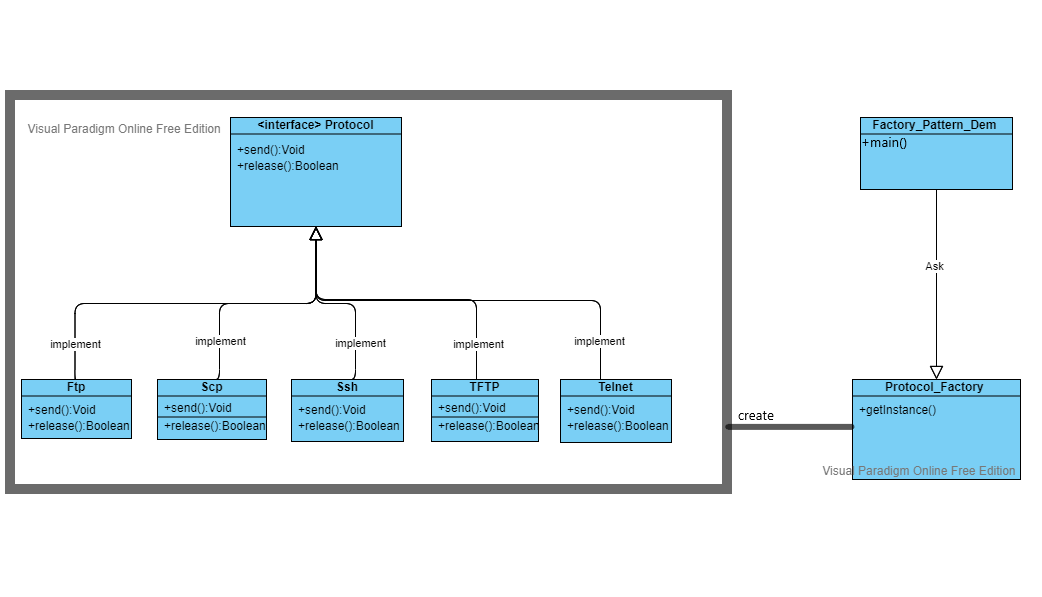 Visual Paradigm Online Free Edition
<interface> Protocol
+send():Void
+release():Boolean
Factory_Pattern_Dem
+main()
Ask
implement
implement
implement
implement
implement
Ftp
+send():Void
+release():Boolean
Scp
+send():Void
+release():Boolean
Ssh
+send():Void
+release():Boolean
TFTP
+send():Void
+release():Boolean
Telnet
+send():Void
+release():Boolean
create
Protocol_Factory
+getInstance()
Visual Paradigm Online Free Edition